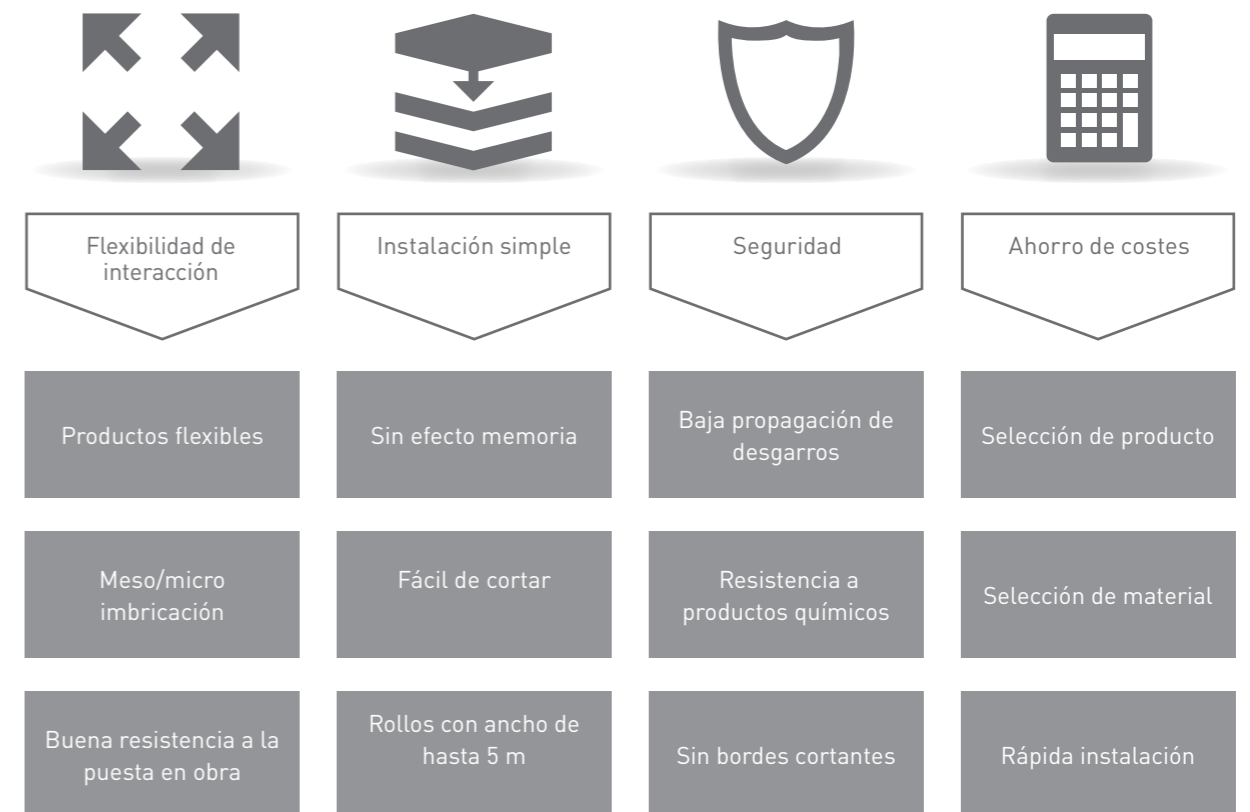 Flexibilidad de
interacción
Instalación simple
Seguridad
Ahorro de costes
Productos flexibles
Sin efecto memoria
Baja propagación de
desgarros
Selección de producto
Meso/micro
imbricación
Fácil de cortar
Resistencia a
productos químicos
Selección de material
Buena resistencia a la
puesta en obra
Rollos con ancho de
hasta 5 m
Sin bordes cortantes
Rápida instalación